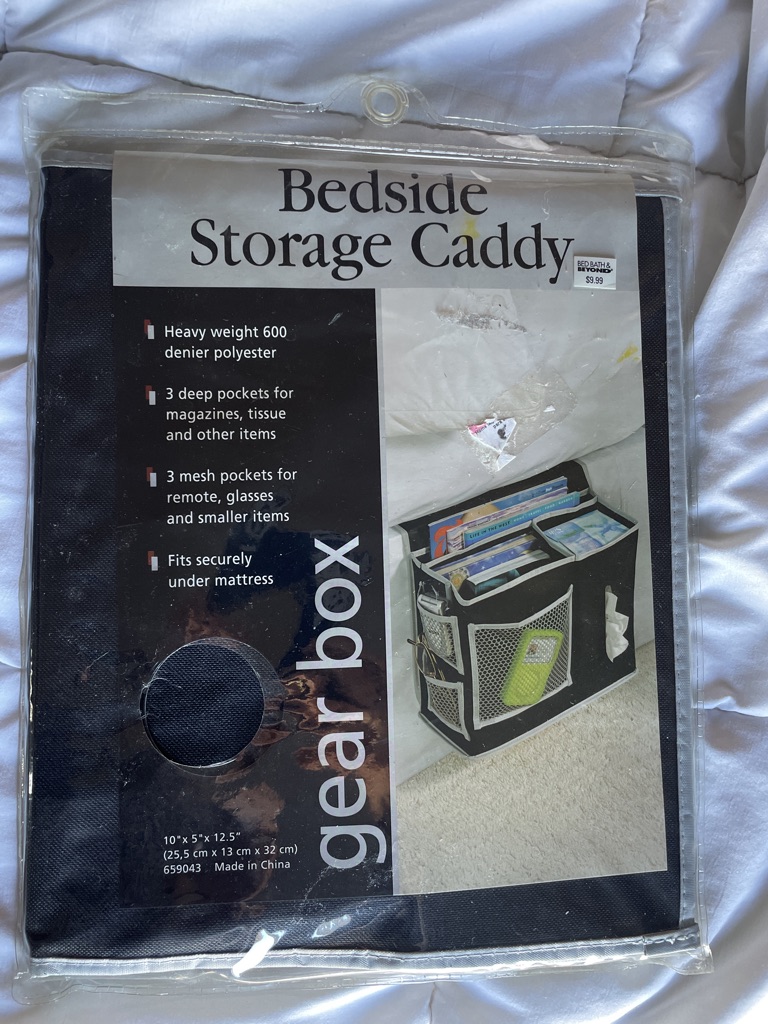 Bedside
Storage Caddy
BED BATH &
BEYOND
$9.99
Heavy weight 600
denier polyester
3 deep pockets for
magazines, tissue
and other items
3 mesh pockets for
remote, glasses
and smaller items
Fits securely
under mattress
gear box
10"x 5"x 12.5"
(25,5 cm x 13 cm x 32 cm)
659043 Made in China